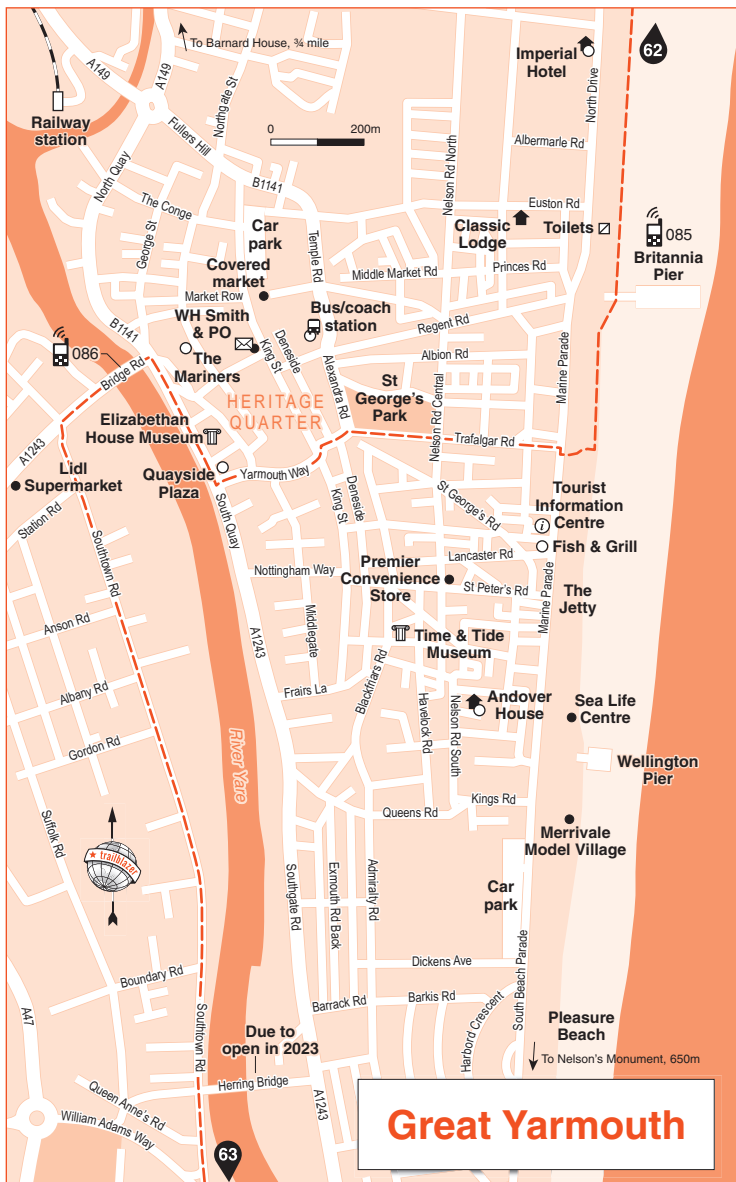 To Barnard House, ¾ mile
A149
A149
Northgate St
Imperial
Hotel
62
North Drive
Railway
station
0
200m
Fullers Hill
Albermarle Rd
Nelson Rd North
North Quay
B1141
The Conge
George St
Car
park
Temple Rd
Euston Rd
Classic
Lodge
Toilets
085
Britannia
Pier
Covered
market
Middle Market Rd
Princes Rd
Market Row
WH Smith
& PO
Bus/coach
station
Regent Rd
B1141
086
Bridge Rd
The
Mariners
Deneside
King St
Alexandra Rd
Albion Rd
Marine Parade
St
George's
Park
Nelson Rd Central
HERITAGE
QUARTER
Elizabethan
House Museum
Trafalgar Rd
A1243
Lidl
Supermarket
Quayside
Plaza
Yarmouth Way
Station Rd
South Quay
Deneside
King St
St George's Rd
Tourist
Information
Centre
i
Fish & Grill
Southtown Rd
Lancaster Rd
Nottingham Way
Premier
Convenience
Store
St Peter's Rd
Marine Parade
The
Jetty
Anson Rd
Middlegate
A1243
Time & Tide
Museum
Blackfriars Rd
Albany Rd
Frairs La
Havelock Rd
Nelson Rd South
Andover
House
Sea Life
Centre
Gordon Rd
River Yare
Wellington
Pier
Suffolk Rd
Queens Rd
Kings Rd
Merrivale
Model Village
trailblazer
Southgate Rd
Exmouth Rd Back
Admiralty Rd
Car
park
Boundary Rd
Dickens Ave
South Beach Parade
A47
Southtown Rd
Barrack Rd
Barkis Rd
Harbord Crescent
Pleasure
Beach
Due to
open in 2023
To Nelson's Monument, 650m
Herring Bridge
A1243
Queen Anne's Rd
William Adams Way
63
Great Yarmouth